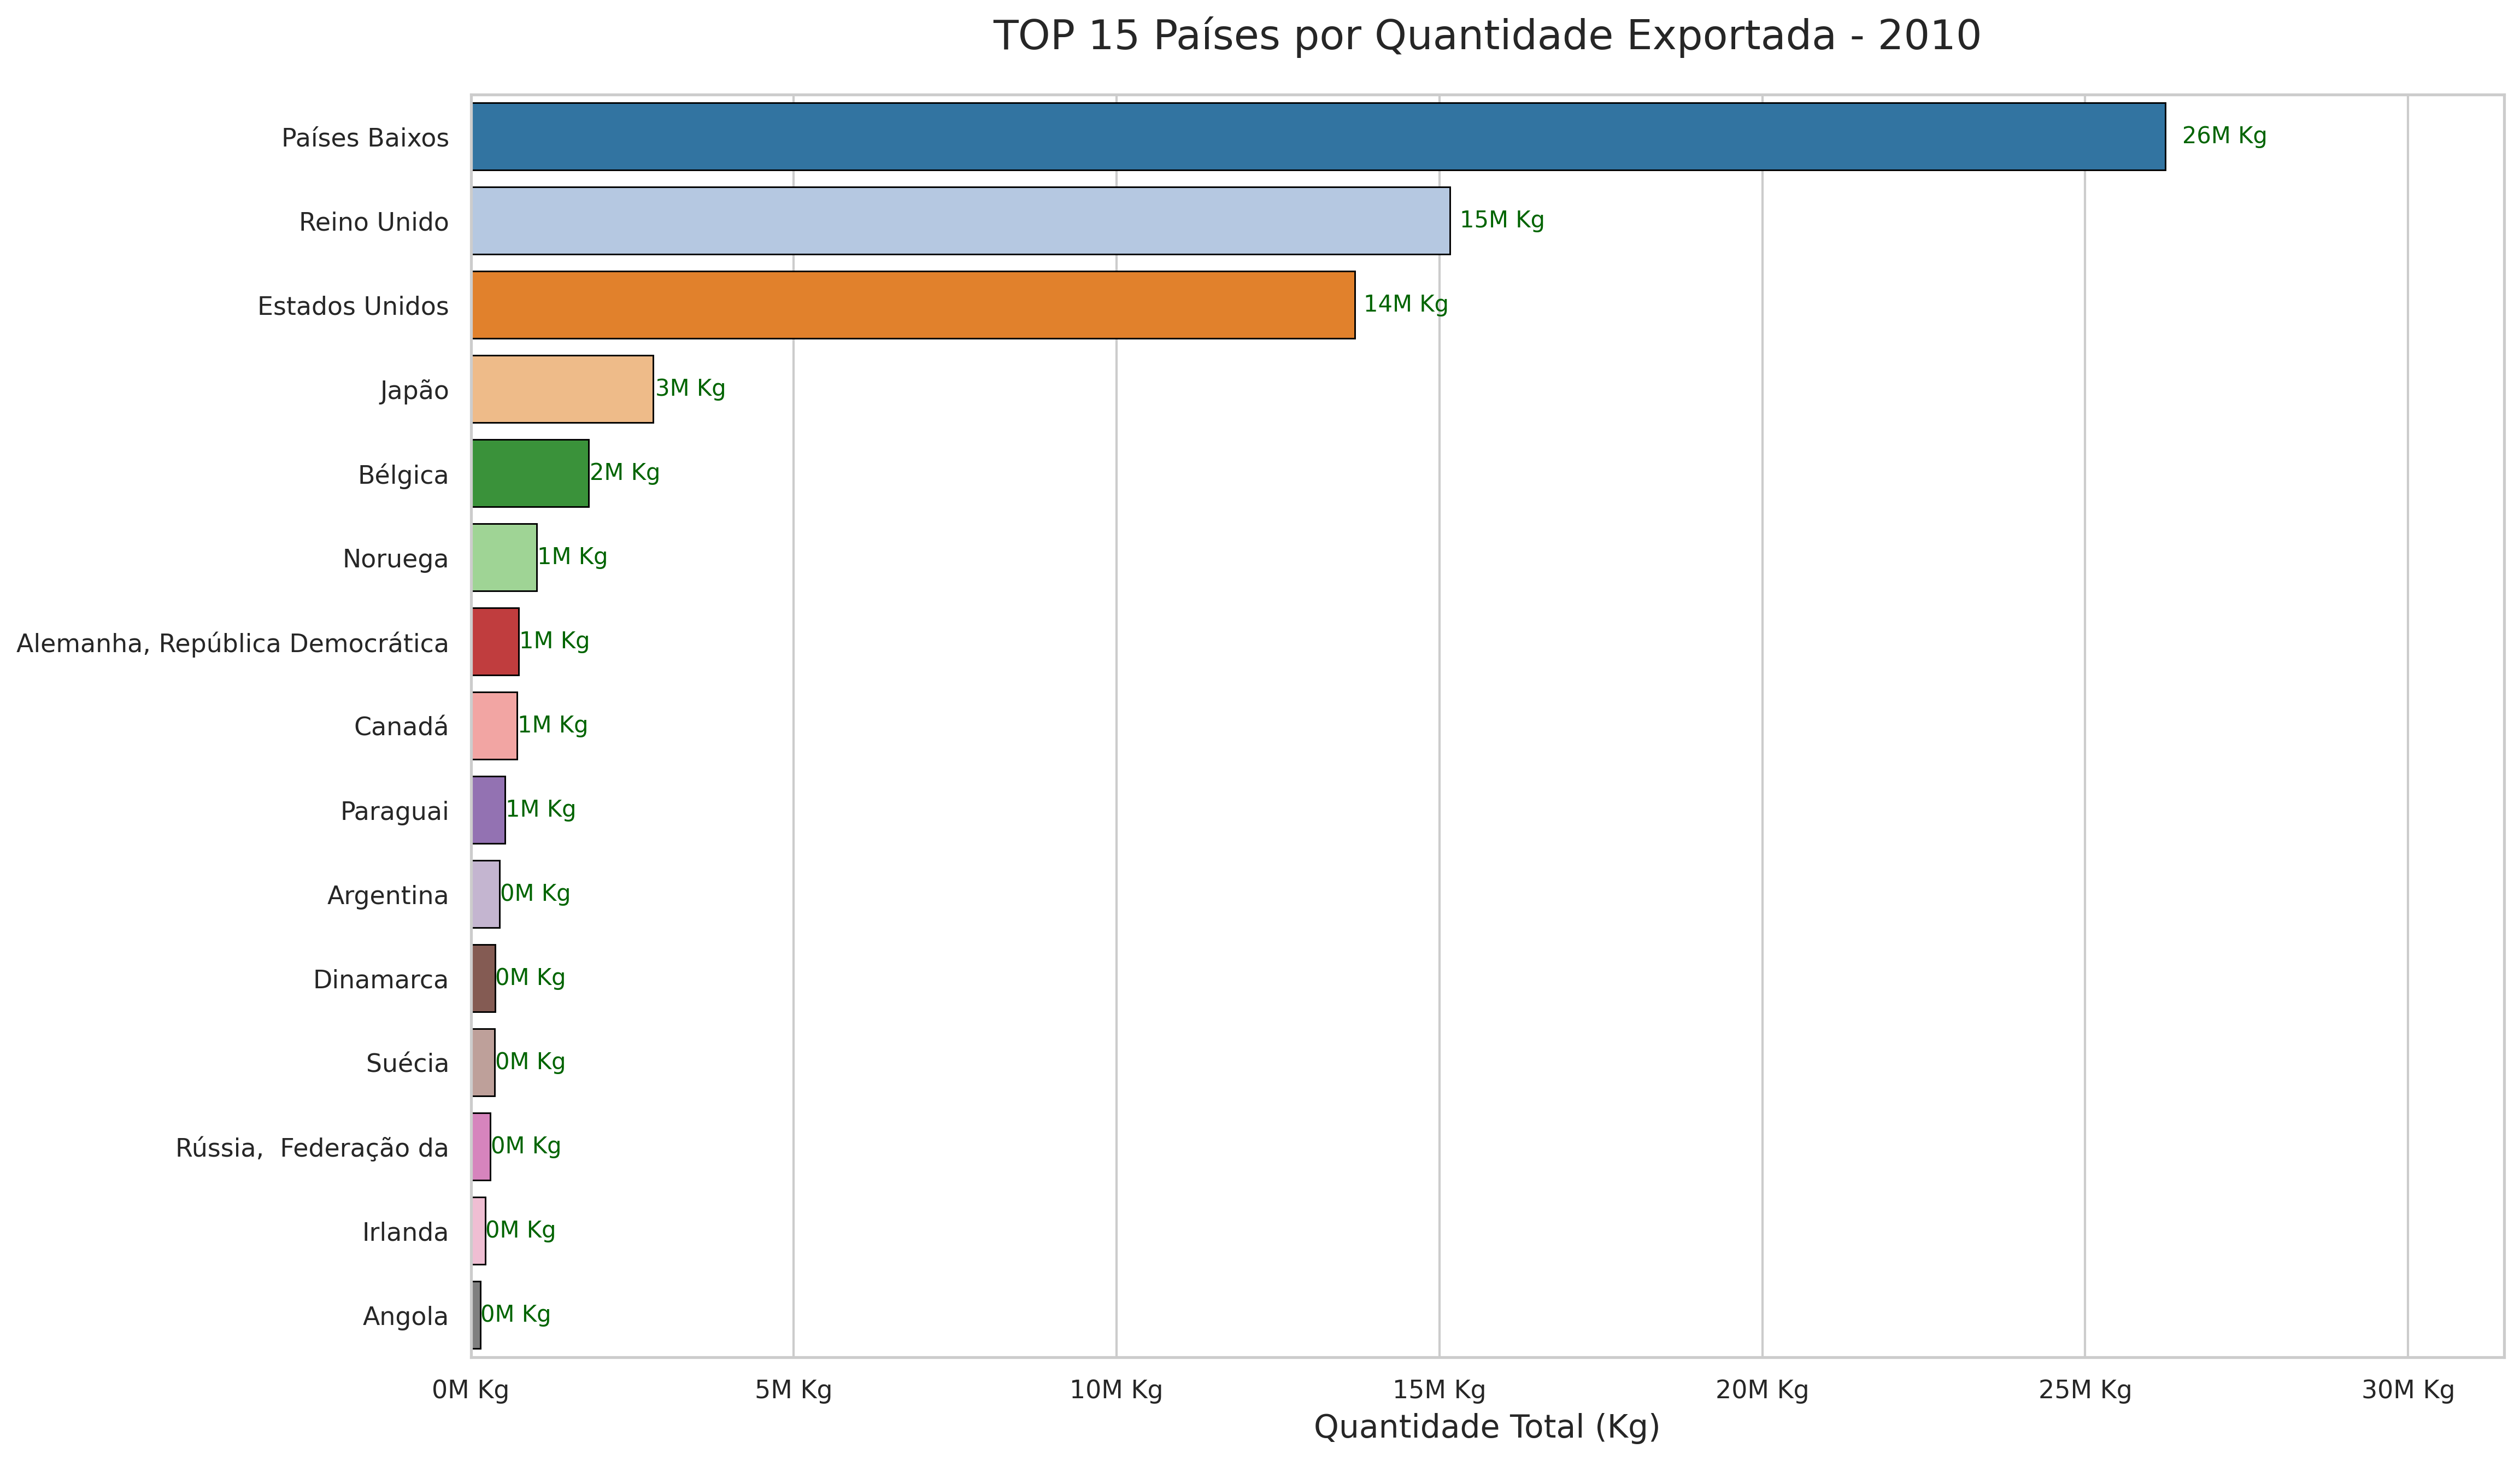 TOP 15 Países por Quantidade Exportada - 2010
Países Baixos 26M Kg
Reino Unido 15M Kg
Estados Unidos 14M Kg
Japão 3M Kg
Bélgica 2M Kg
Noruega 1M Kg
Alemanha, República Democrática 1M Kg
Canadá 1M Kg
Paraguai 1M Kg
Argentina 0M Kg
Dinamarca 0M Kg
Suécia 0M Kg
Rússia,  Federação da 0M Kg
Irlanda 0M Kg
Angola 0M Kg
0M Kg 5M Kg 10M Kg 15M Kg 20M Kg 25M Kg 30M Kg
Quantidade Total (Kg)